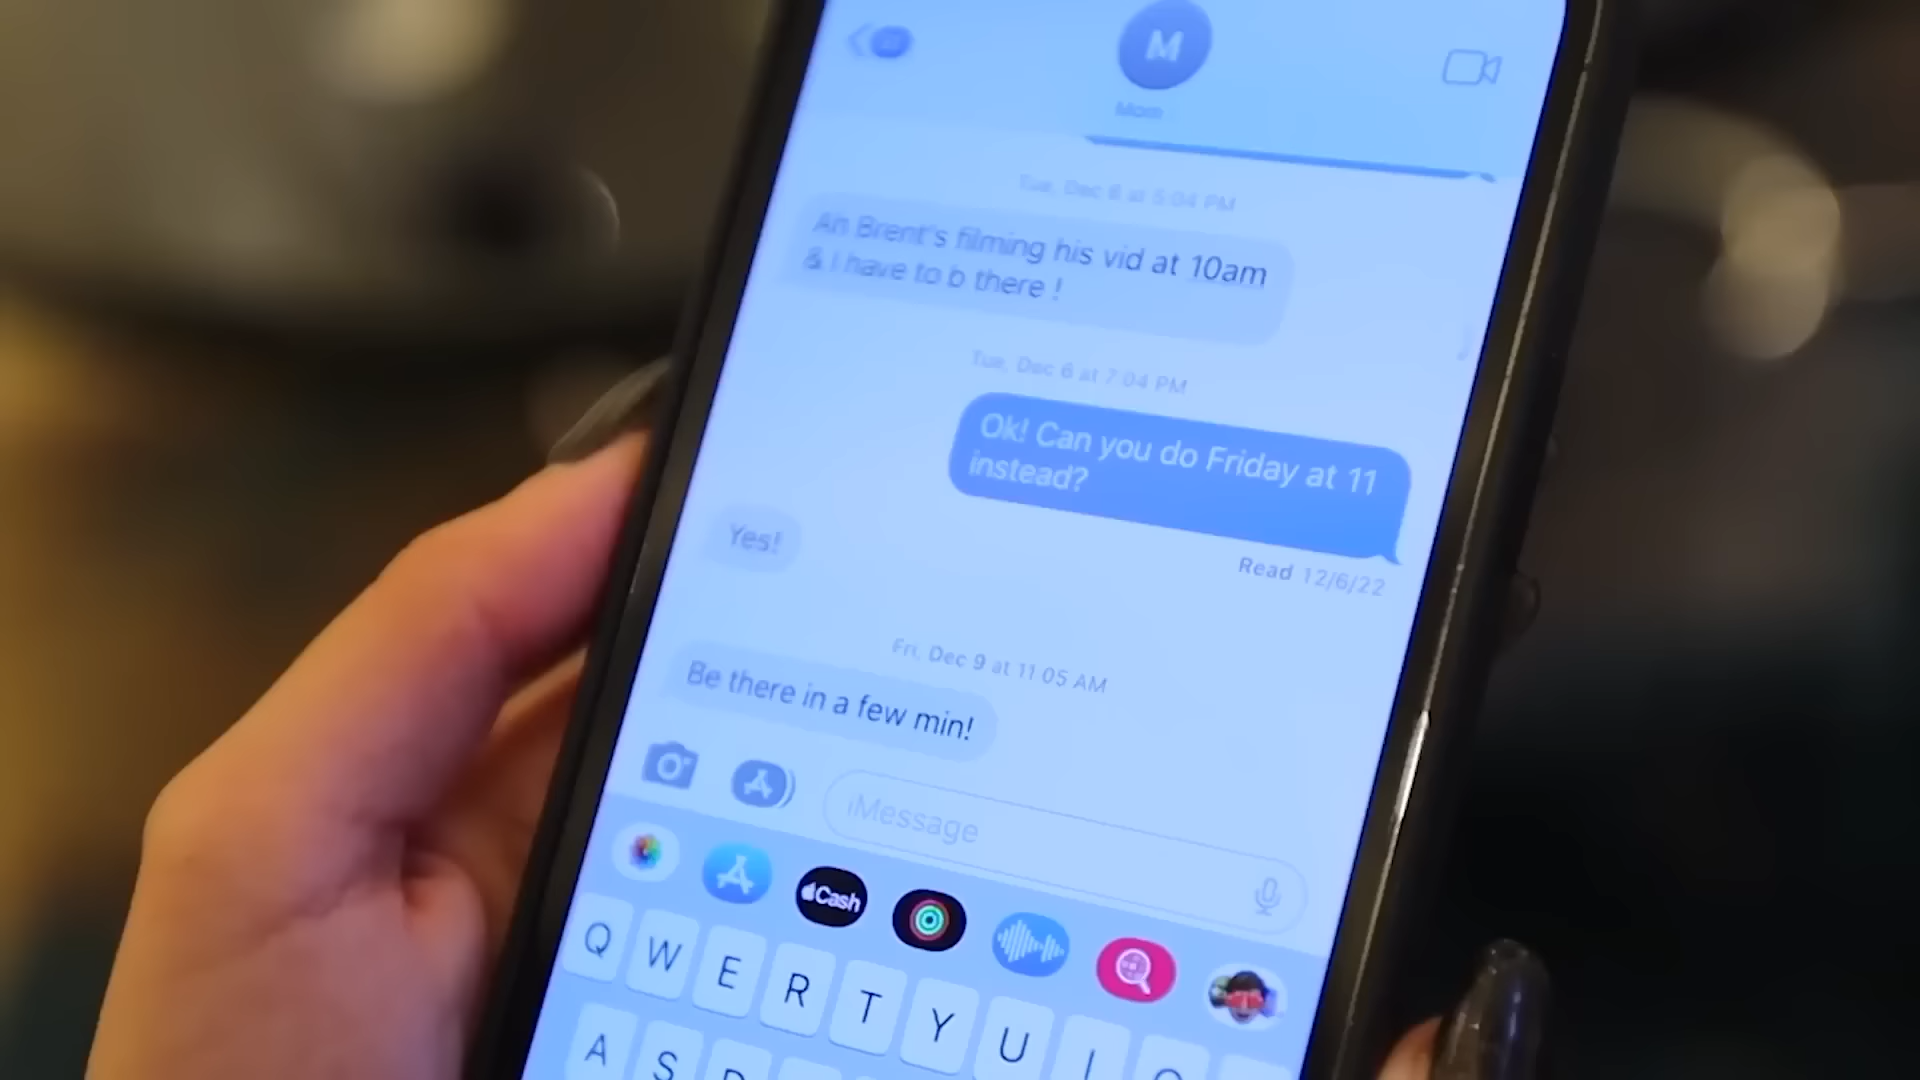 M
Mom
Tue, Dec 6 at 5:04 PM
An Brent's filming his vid at 10am
& I have to b there !
Tue, Dec 6 at 7:04 PM
Ok! Can you do Friday at 11
instead?
Read 12/6/22
Yes!
Fri, Dec 9 at 11:05 AM
Be there in a few min!
iMessage
Cash
Q W E R T Y U I O
A S D